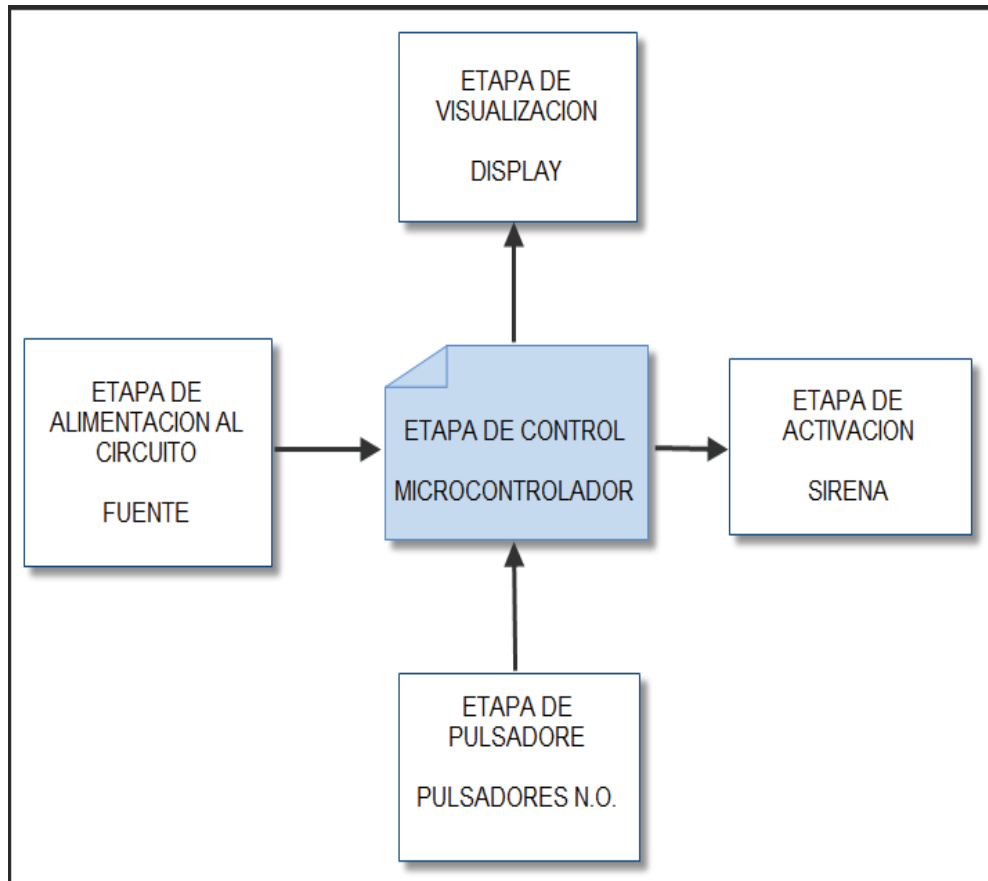 ETAPA DE
VISUALIZACION
DISPLAY
ETAPA DE
ALIMENTACION AL
CIRCUITO
FUENTE
ETAPA DE CONTROL
MICROCONTROLADOR
ETAPA DE
ACTIVACION
SIRENA
ETAPA DE
PULSADORE
PULSADORES N.O.